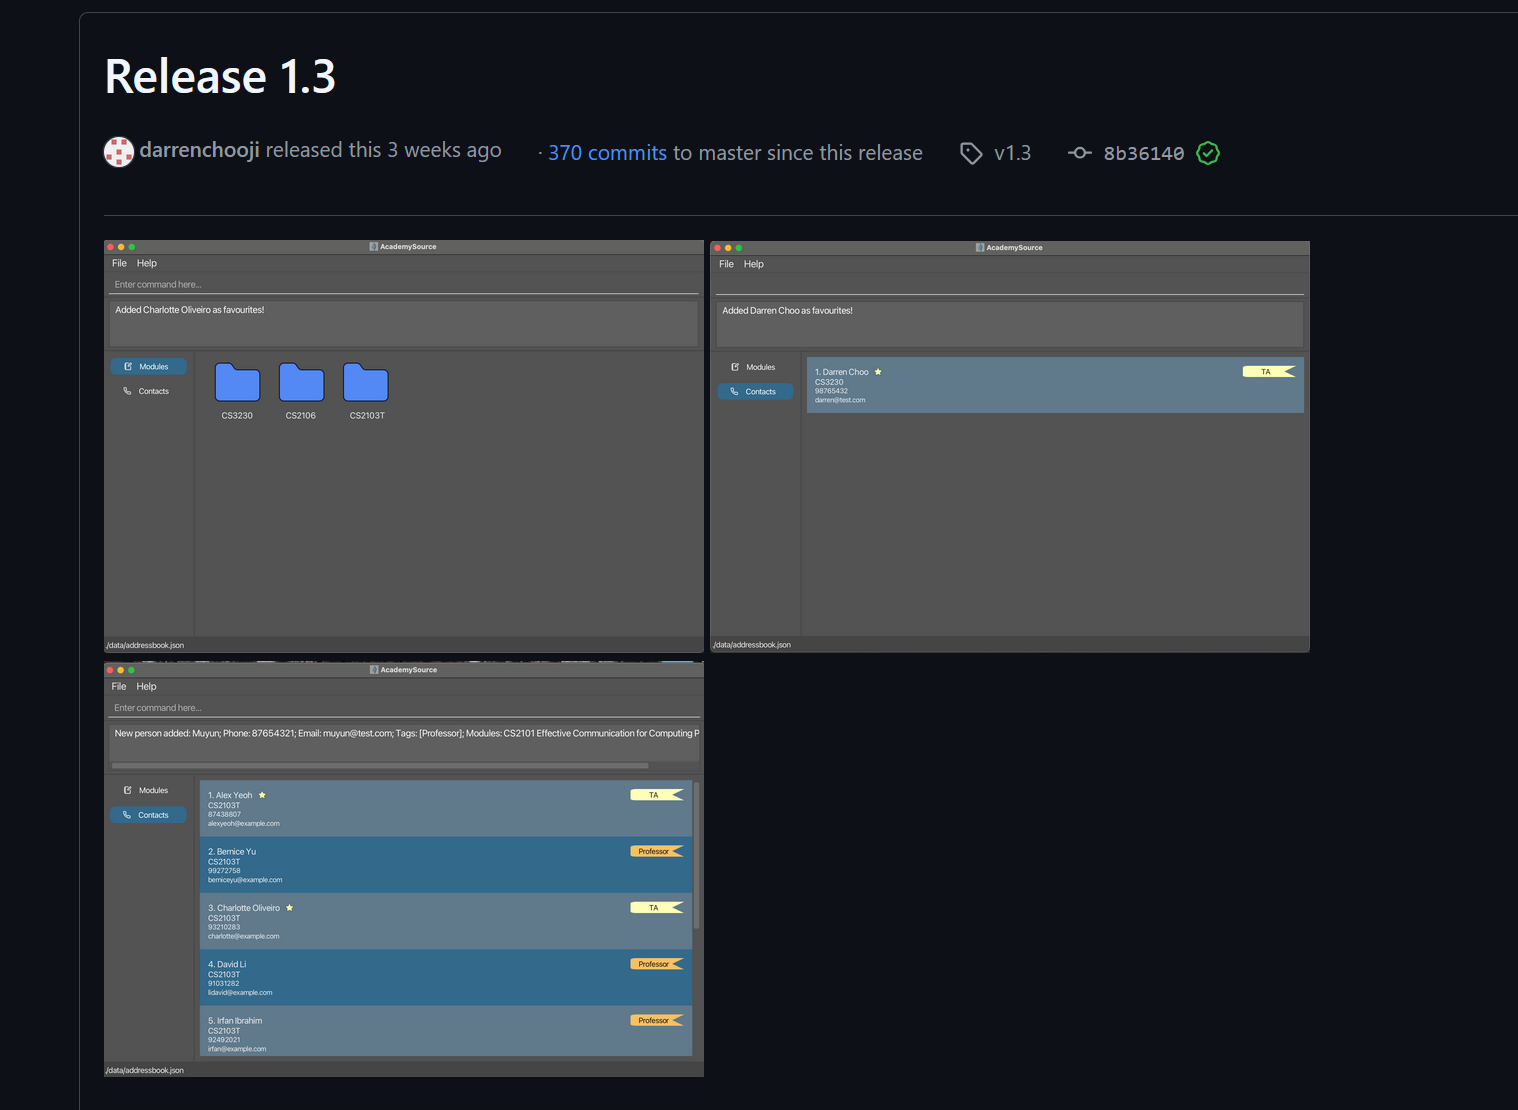 Release 1.3
darrenchooji released this 3 weeks ago · 370 commits to master since this release v1.3 8b36140
AcademySource
File Help
Enter command here...
Added Charlotte Oliveiro as favourites!
Modules
Contacts
CS3230 CS2106 CS2103T
./data/addressbook.json
AcademySource
File Help
Added Darren Choo as favourites!
Modules
Contacts
1. Darren Choo TA
CS3230
98765432
darren@test.com
./data/addressbook.json
AcademySource
File Help
Enter command here...
New person added: Muyun; Phone: 87654321; Email: muyun@test.com; Tags: [Professor]; Modules: CS2101 Effective Communication for Computing P
Modules
Contacts
1. Alex Yeoh TA
CS2103T
87438807
alexyeoh@example.com
2. Bernice Yu Professor
CS2103T
99272758
berniceyu@example.com
3. Charlotte Oliveiro TA
CS2103T
93210283
charlotte@example.com
4. David Li Professor
CS2103T
91031282
lidavid@example.com
5. Irfan Ibrahim Professor
CS2103T
92492021
irfan@example.com
./data/addressbook.json